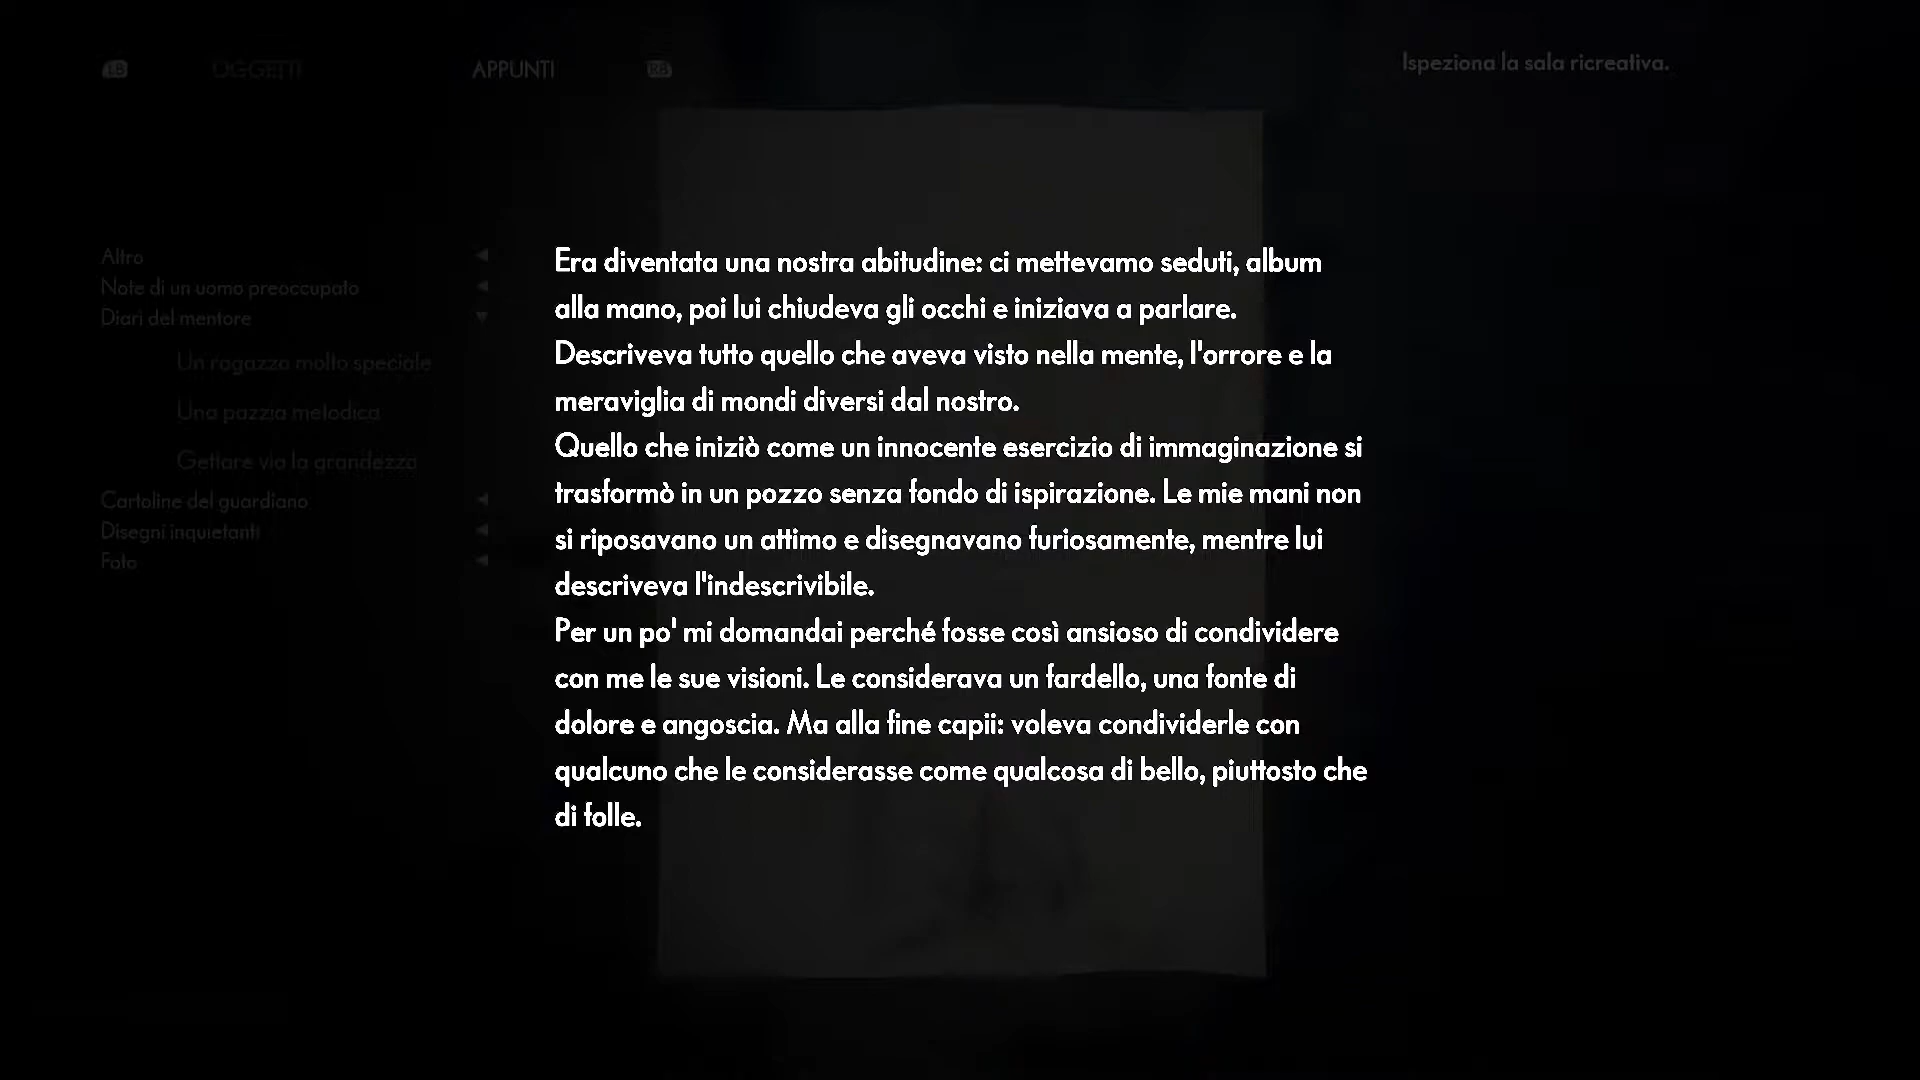 LB
OGGETTI
APPUNTI
RB
Ispeziona la sala ricreativa.
Altro
Note di un uomo preoccupato
Diari del mentore
Un ragazzo molto speciale
Una pazzia melodica
Gettare via la grandezza
Cartoline del guardiano
Disegni inquietanti
Foto
Era diventata una nostra abitudine: ci mettevamo seduti, album
alla mano, poi lui chiudeva gli occhi e iniziava a parlare.
Descriveva tutto quello che aveva visto nella mente, l'orrore e la
meraviglia di mondi diversi dal nostro.
Quello che iniziò come un innocente esercizio di immaginazione si
trasformò in un pozzo senza fondo di ispirazione. Le mie mani non
si riposavano un attimo e disegnavano furiosamente, mentre lui
descriveva l'indescrivibile.
Per un po' mi domandai perché fosse così ansioso di condividere
con me le sue visioni. Le considerava un fardello, una fonte di
dolore e angoscia. Ma alla fine capii: voleva condividerle con
qualcuno che le considerasse come qualcosa di bello, piuttosto che
di folle.